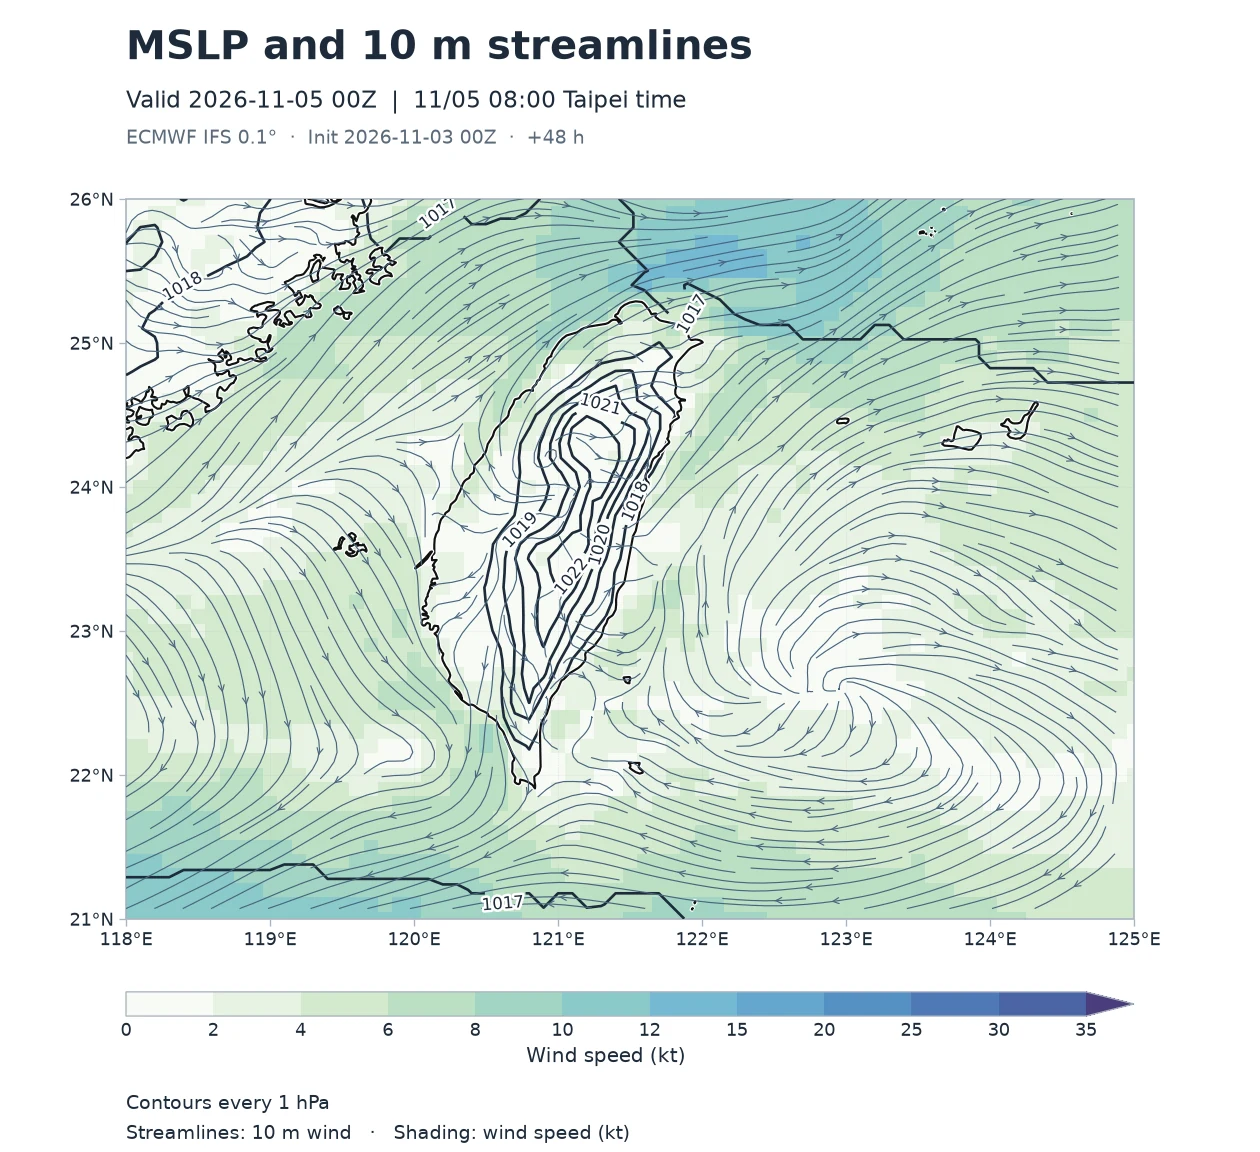 MSLP and 10 m streamlines
Valid 2026-11-05 00Z | 11/05 08:00 Taipei time
ECMWF IFS 0.1° · Init 2026-11-03 00Z · +48 h
26°N
1017
1018
1017
25°N
1021
24°N
1018
1019
1020
1022
23°N
22°N
1017
21°N
118°E 119°E 120°E 121°E 122°E 123°E 124°E 125°E
0 2 4 6 8 10 12 15 20 25 30 35
Wind speed (kt)
Contours every 1 hPa
Streamlines: 10 m wind · Shading: wind speed (kt)